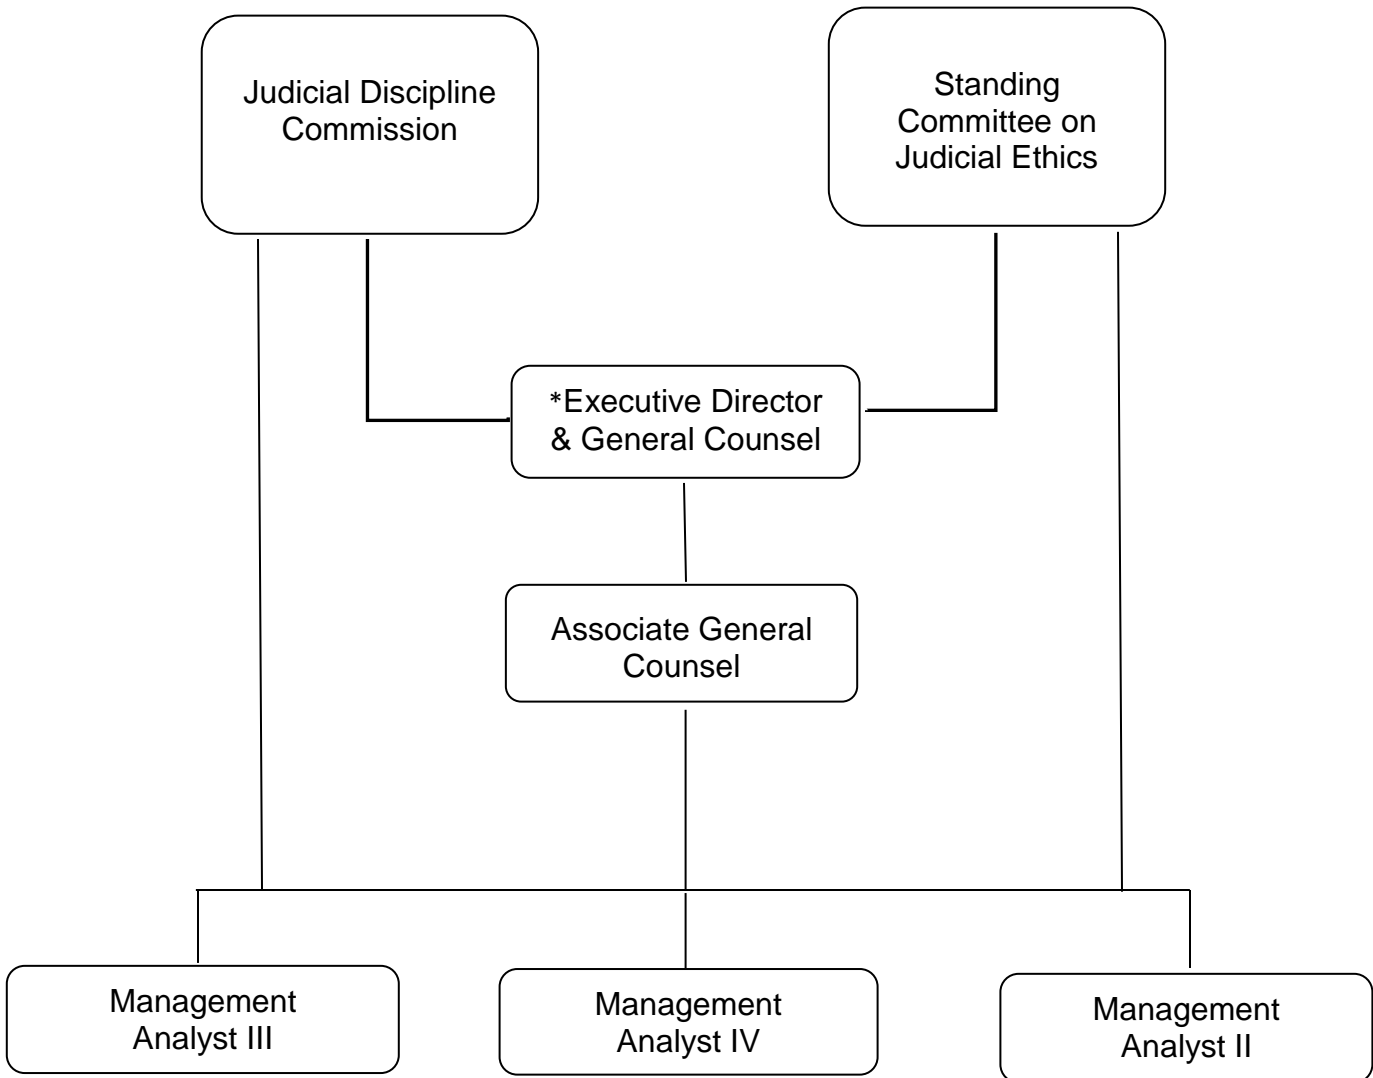 Judicial Discipline
Commission
Standing
Committee on
Judicial Ethics
*Executive Director
& General Counsel
Associate General
Counsel
Management
Analyst III
Management
Analyst IV
Management
Analyst II